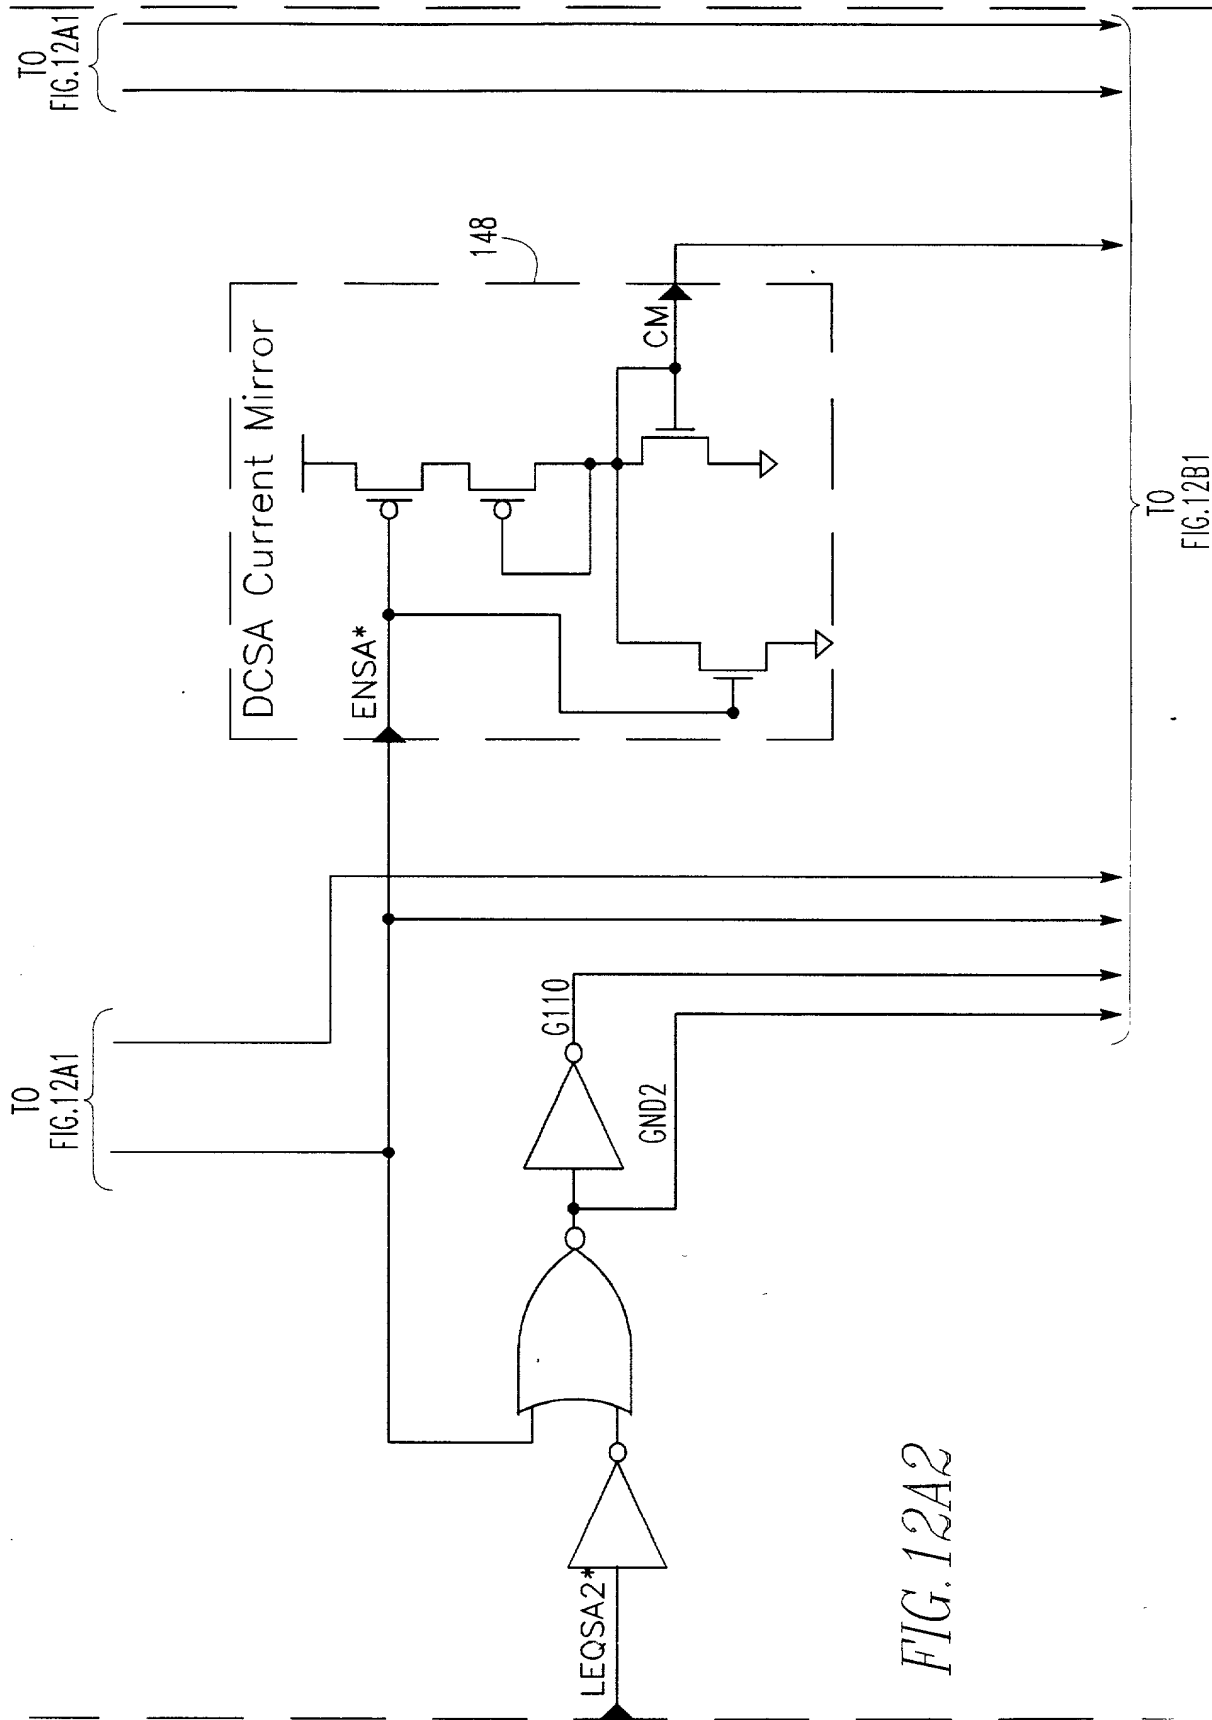 TO
FIG.12A1
TO
FIG.12A1
148
DCSA Current Mirror
ENSA*
CM
G110
GND2
LEQSA2*
TO
FIG.12B1
FIG. 12A2